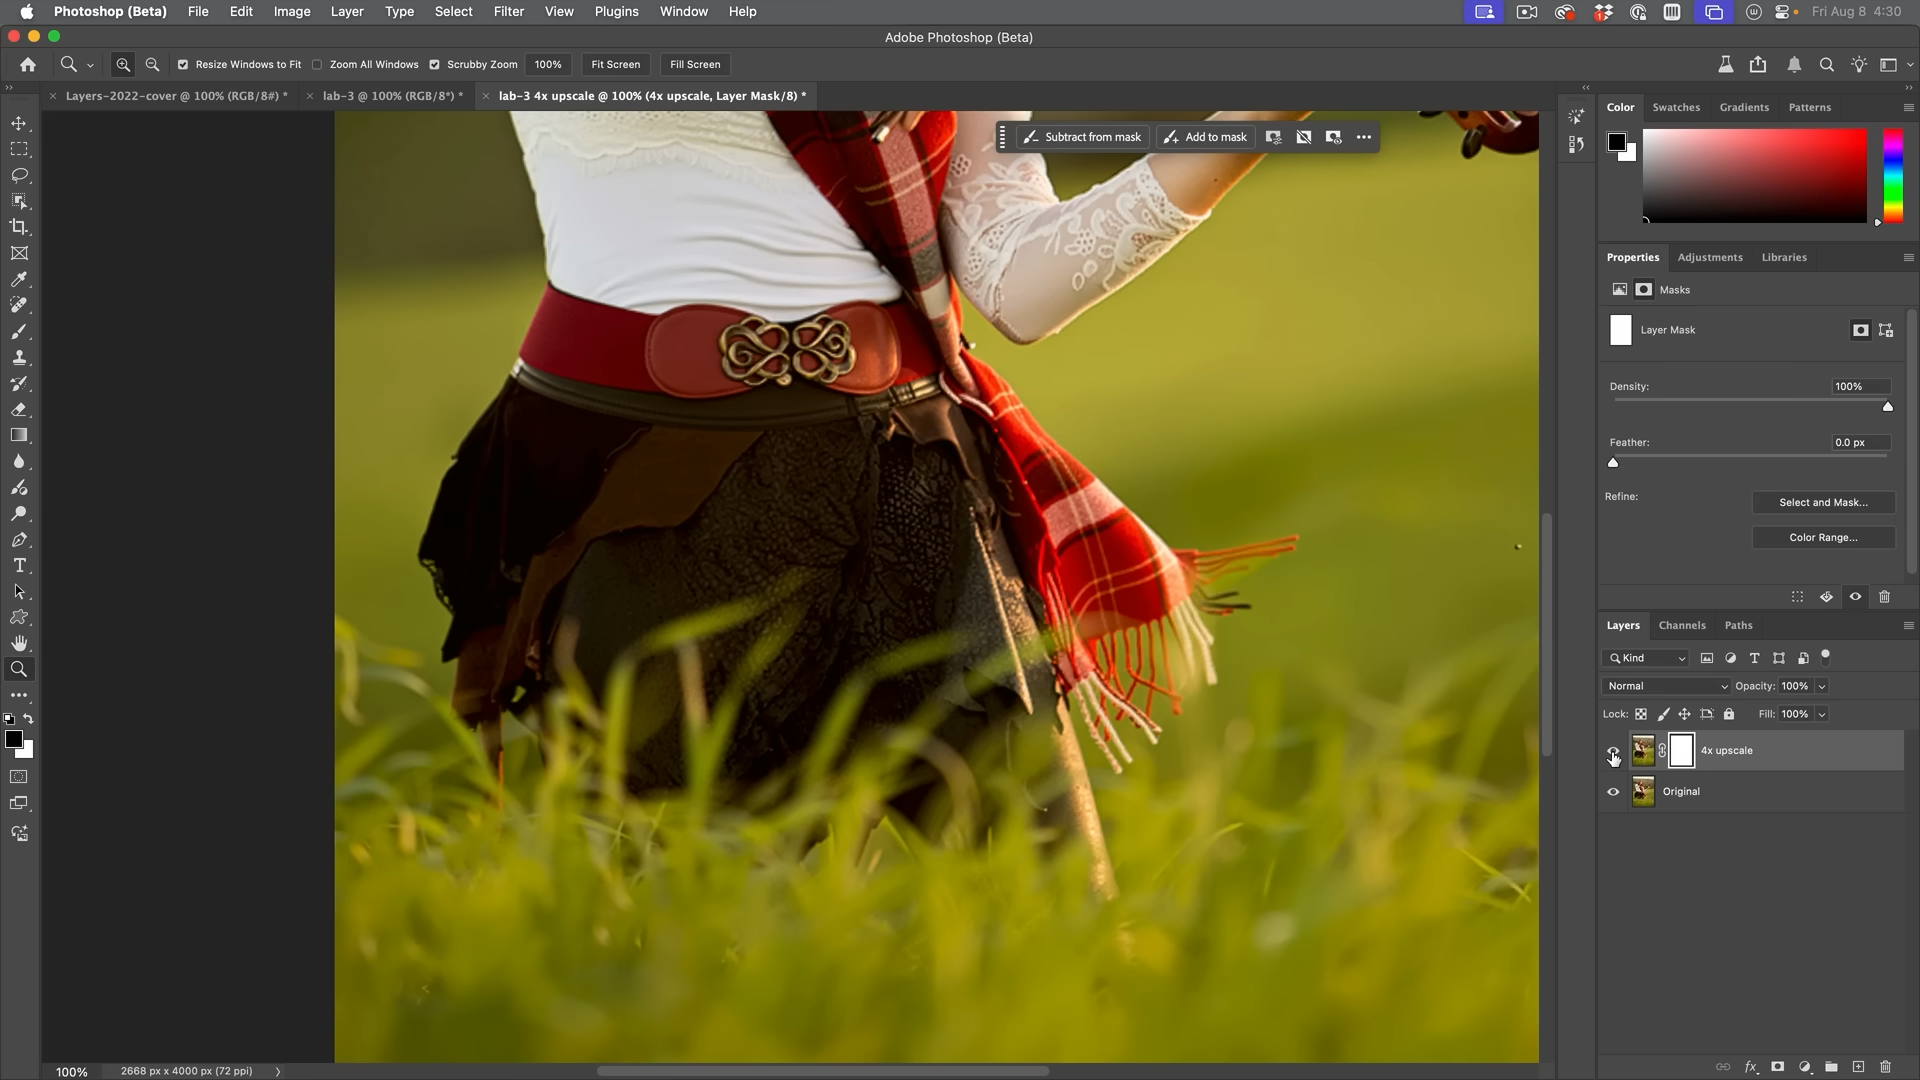 Photoshop (Beta) File Edit Image Layer Type Select Filter View Plugins Window Help Fri Aug 8 4:30
Adobe Photoshop (Beta)
Resize Windows to Fit Zoom All Windows Scrubby Zoom 100% Fit Screen Fill Screen
Layers-2022-cover @ 100% (RGB/8#) * lab-3 @ 100% (RGB/8*) * lab-3 4x upscale @ 100% (4x upscale, Layer Mask/8) *
Color Swatches Gradients Patterns
Subtract from mask Add to mask
Properties Adjustments Libraries
Masks
Layer Mask
Density: 100%
Feather: 0.0 px
Refine: Select and Mask...
Color Range...
Layers Channels Paths
Kind
Normal Opacity: 100%
Lock: Fill: 100%
4x upscale
Original
fx
100% 2668 px x 4000 px (72 ppi)